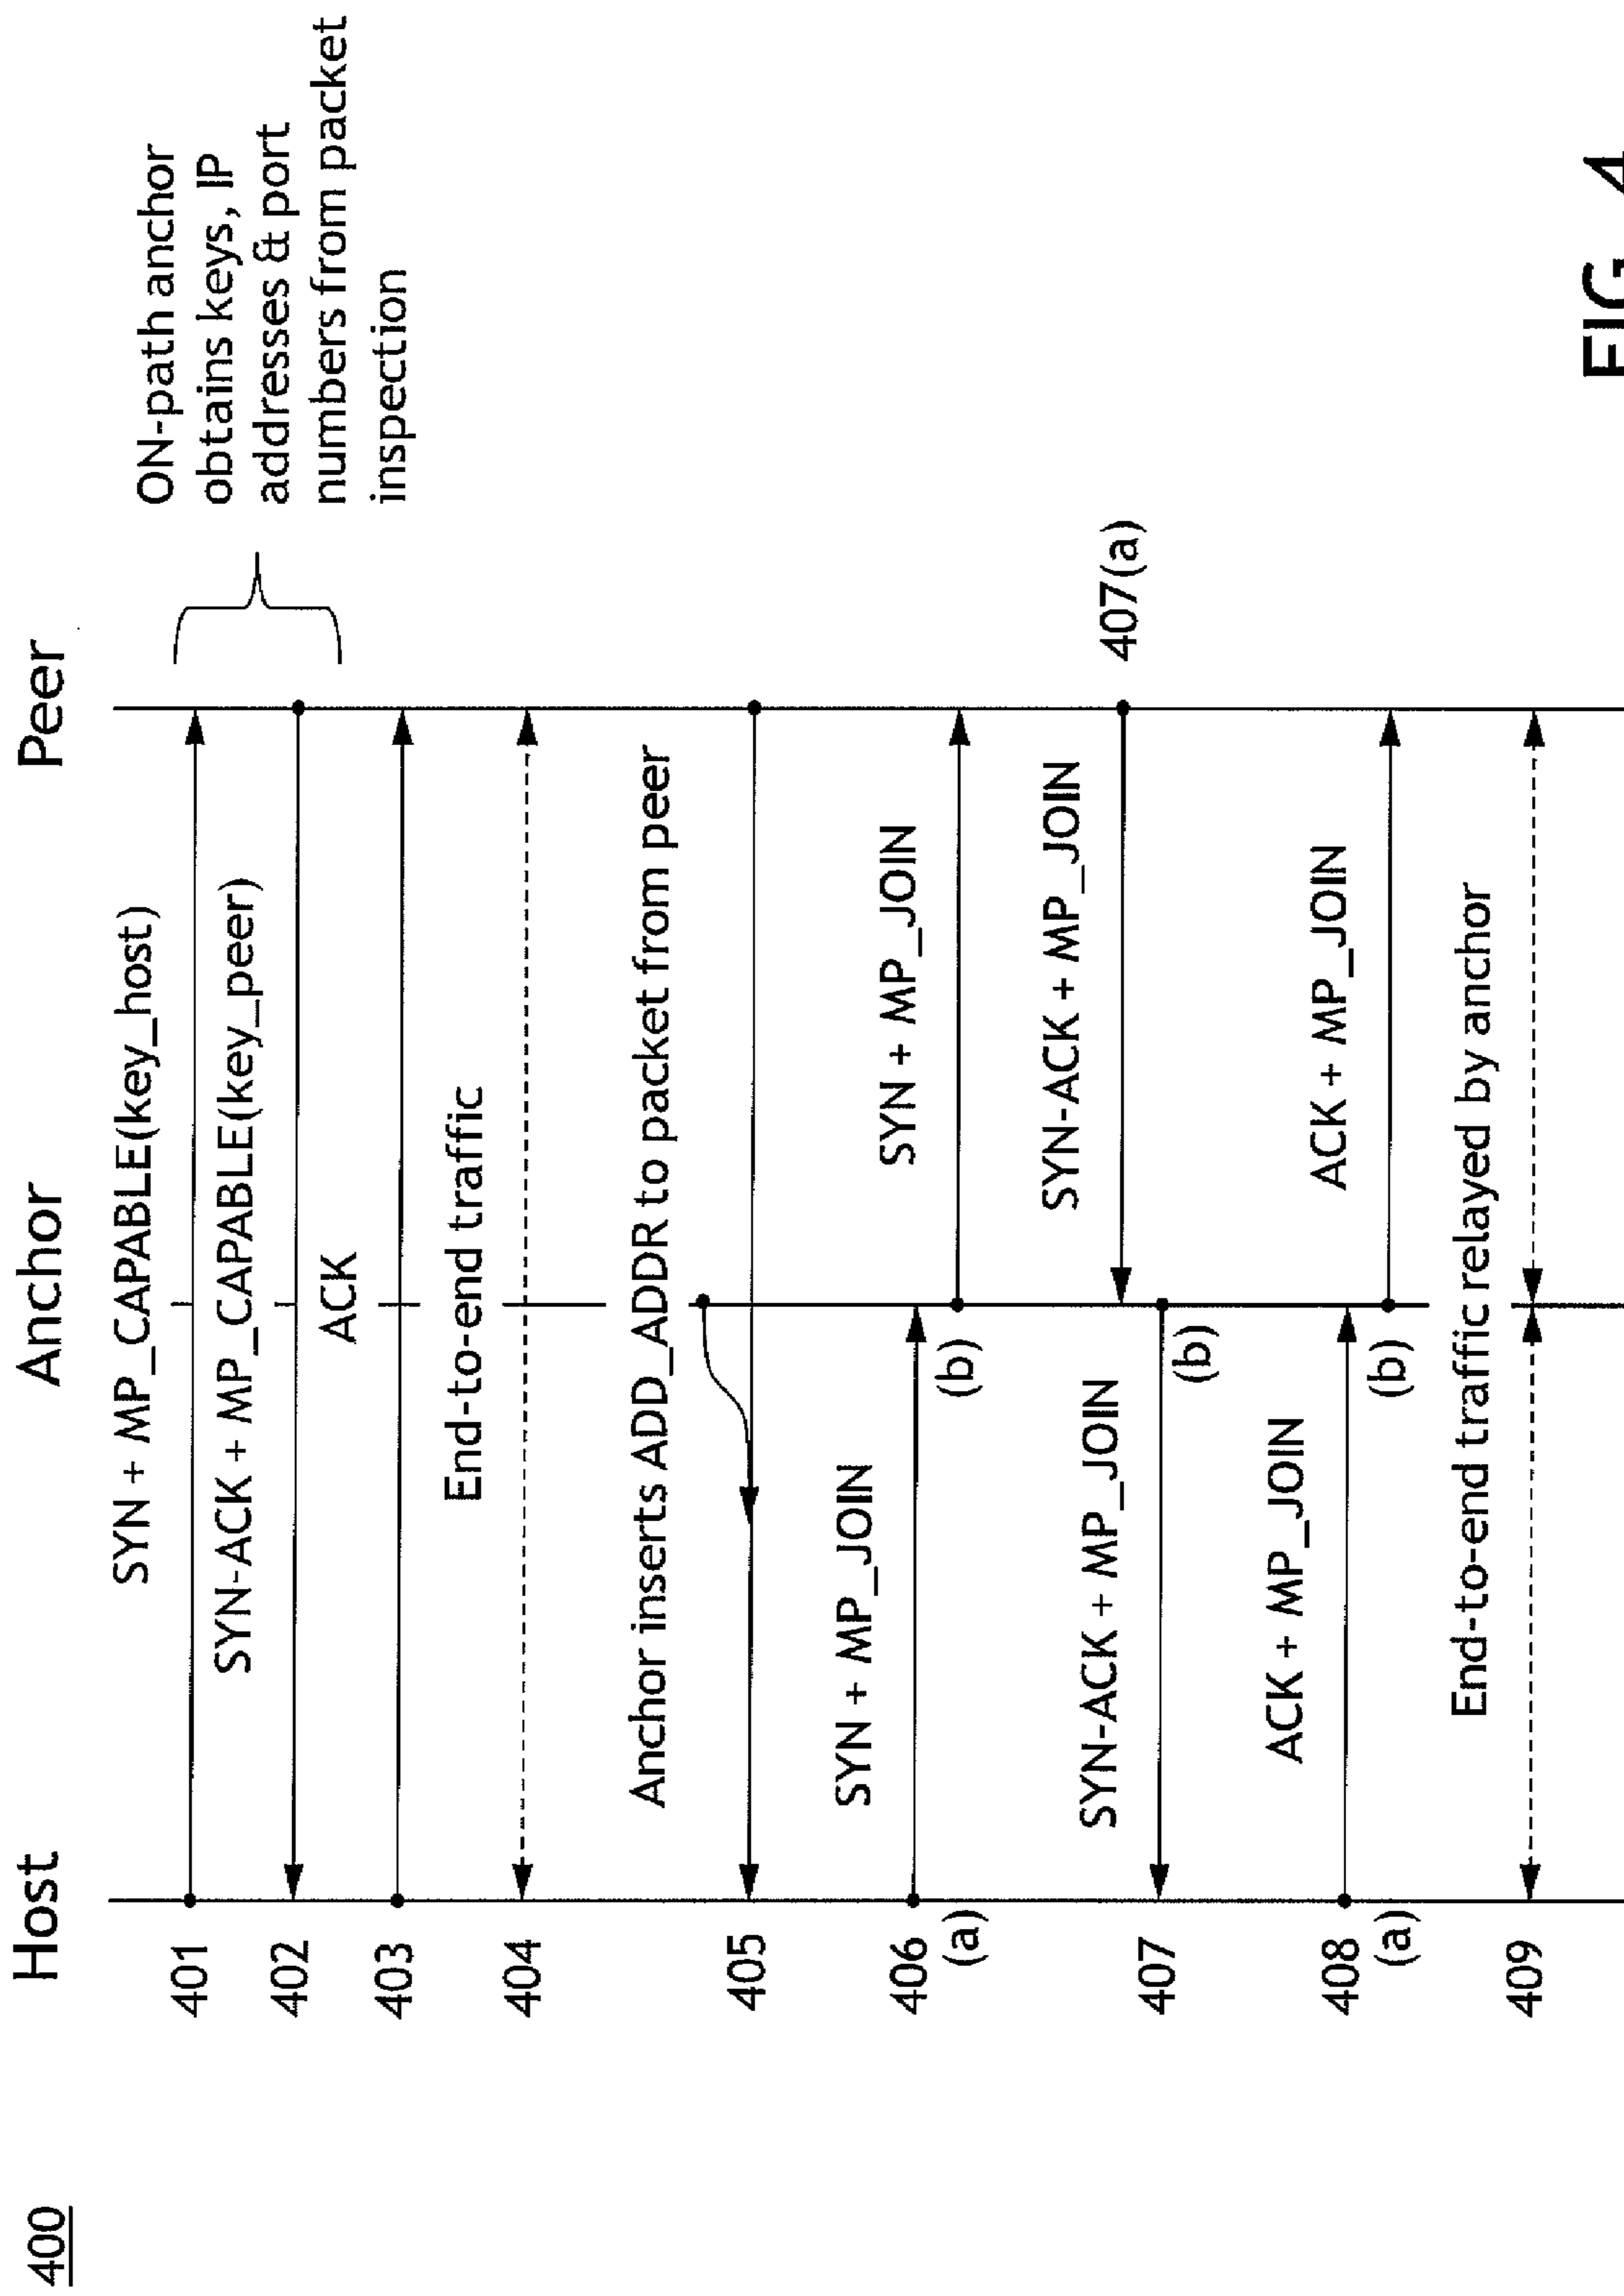 400
Host
Anchor
Peer
401
SYN + MP_CAPABLE(key_host)
ON-path anchor
obtains keys, IP
addresses & port
numbers from packet
inspection
402
SYN-ACK + MP_CAPABLE(key_peer)
403
ACK
404
End-to-end traffic
405
Anchor inserts ADD_ADDR to packet from peer
406
(a)
SYN + MP_JOIN
(b)
SYN + MP_JOIN
407
SYN-ACK + MP_JOIN
(b)
SYN-ACK + MP_JOIN
407(a)
408
(a)
ACK + MP_JOIN
(b)
ACK + MP_JOIN
409
End-to-end traffic relayed by anchor
FIG. 4